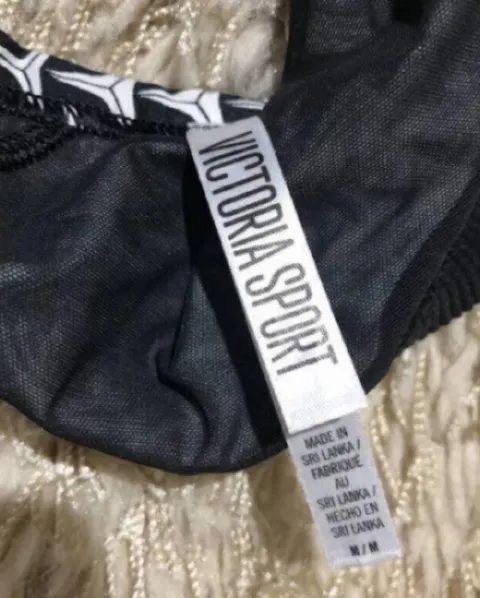 VICTORIA SPORT
MADE IN
SRI LANKA /
FABRIQUÉ
AU
SRI LANKA /
HECHO EN
SRI LANKA
M / M